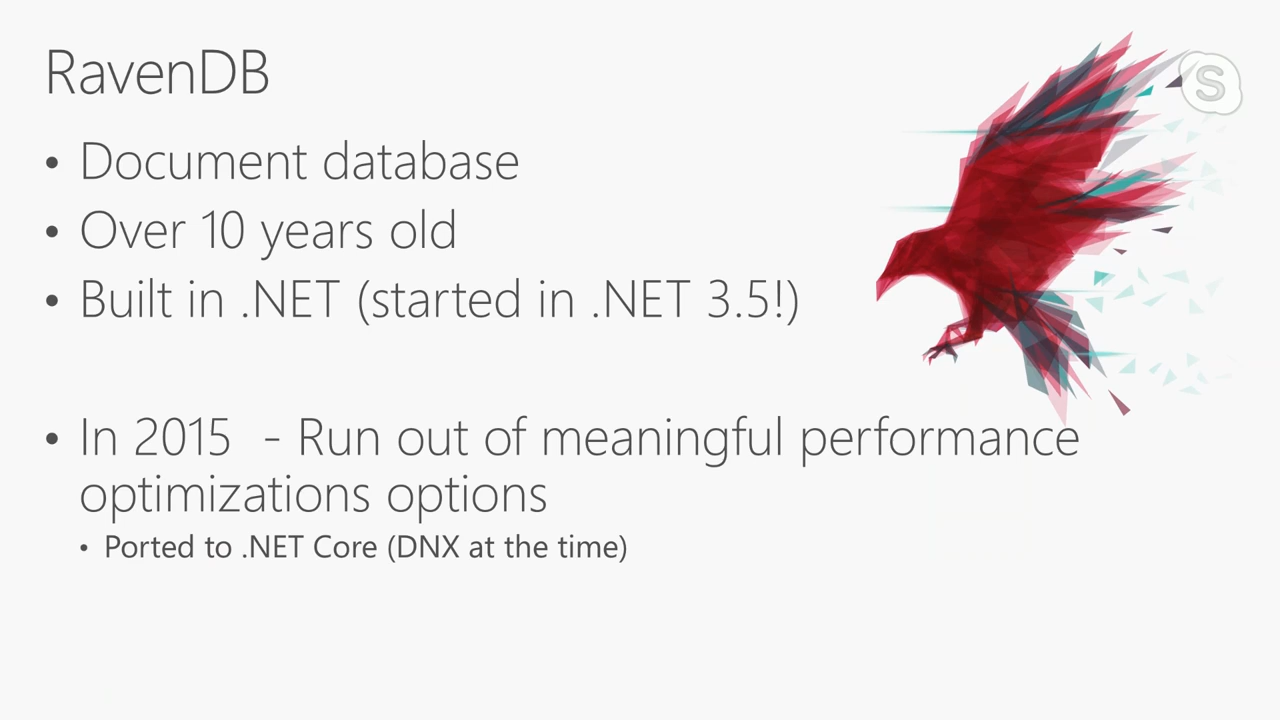 RavenDB
• Document database
• Over 10 years old
• Built in .NET (started in .NET 3.5!)
• In 2015  - Run out of meaningful performance
optimizations options
• Ported to .NET Core (DNX at the time)
S